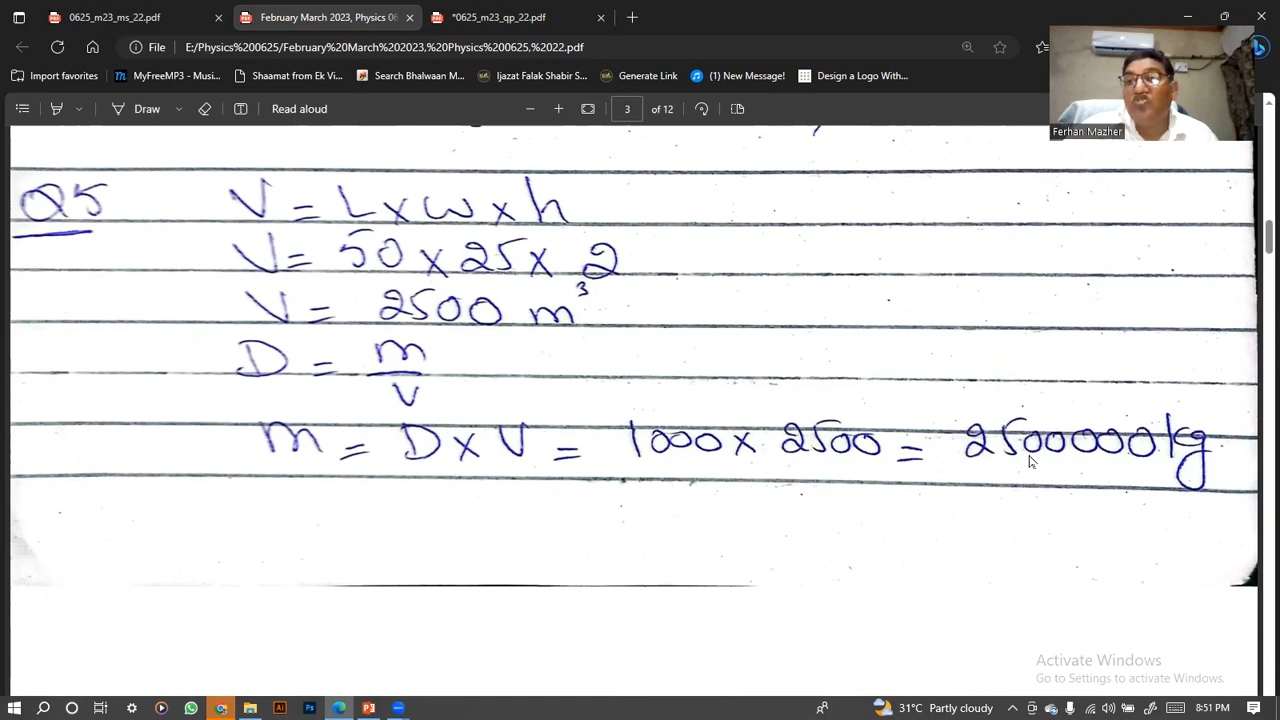 0625_m23_ms_22.pdf
February March 2023, Physics 06
*0625_m23_qp_22.pdf
File
E:/Physics%200625/February%20March%202023,%20Physics%200625,%2022.pdf
Import favorites
MyFreeMP3 - Musi...
Shaamat from Ek Vi...
Search Bhalwaan M...
Ijazat Falak Shabir S...
Generate Link
(1) New Message!
Design a Logo With...
Draw
Read aloud
3 of 12
Ferhan Mazher
Q5
V = L x w x h
V = 50 x 25 x 2
V = 2500 m³
D = m
v
m = D x V = 1000 x 2500 = 2500000 kg
Activate Windows
Go to Settings to activate Windows.
31°C Partly cloudy
8:51 PM